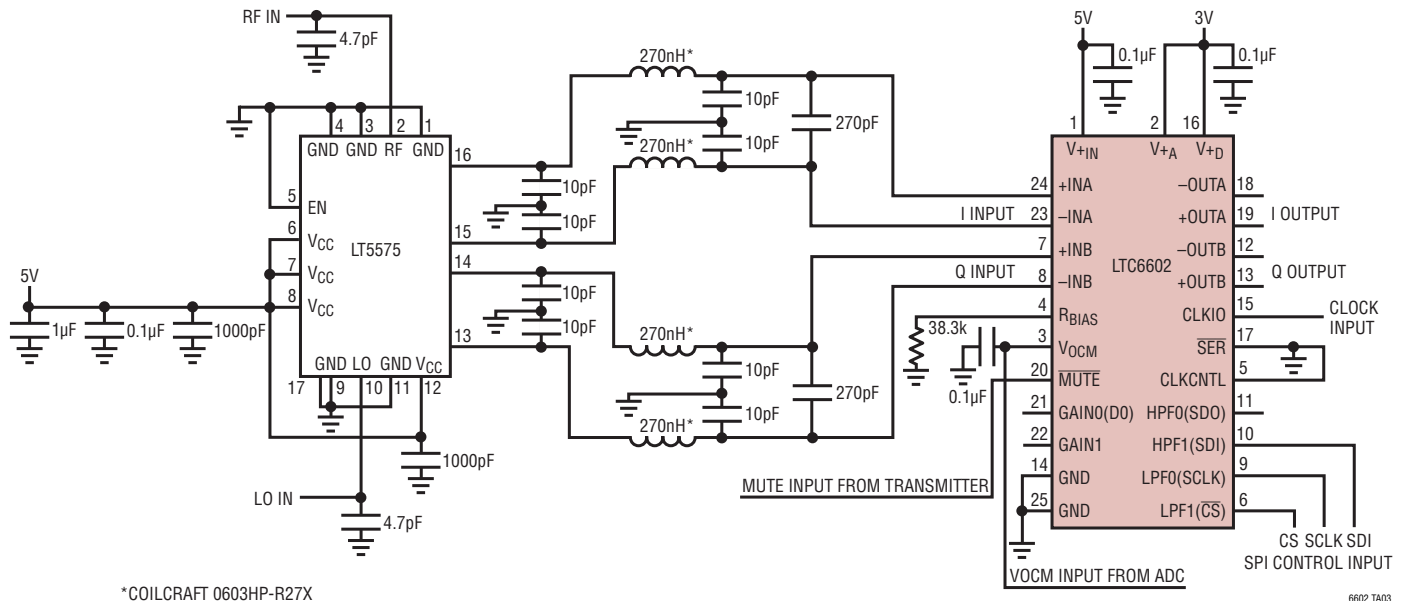 RF IN
4.7pF
4 3 2 1
GND GND RF GND
16
15
14
13
5
EN
6
VCC
7
VCC
8
VCC
LT5575
GND LO GND VCC
17 9 10 11 12
5V
1µF
0.1µF
1000pF
1000pF
LO IN
4.7pF
10pF
10pF
10pF
10pF
270nH*
270nH*
10pF
10pF
270pF
270nH*
270nH*
10pF
10pF
270pF
5V
0.1µF
3V
0.1µF
1 2 16
V+IN V+A V+D
24 +INA
I INPUT 23 –INA
7 +INB
Q INPUT 8 –INB
4 RBIAS
3 VOCM
20 MUTE
21 GAIN0(D0)
22 GAIN1
14 GND
25 GND
LTC6602
–OUTA 18
+OUTA 19 I OUTPUT
–OUTB 12
+OUTB 13 Q OUTPUT
CLKIO 15
CLOCK
INPUT
SER 17
CLKCNTL 5
HPF0(SDO) 11
HPF1(SDI) 10
LPF0(SCLK) 9
LPF1(CS) 6
38.3k
0.1µF
MUTE INPUT FROM TRANSMITTER
VOCM INPUT FROM ADC
CS SCLK SDI
SPI CONTROL INPUT
*COILCRAFT 0603HP-R27X
6602 TA03